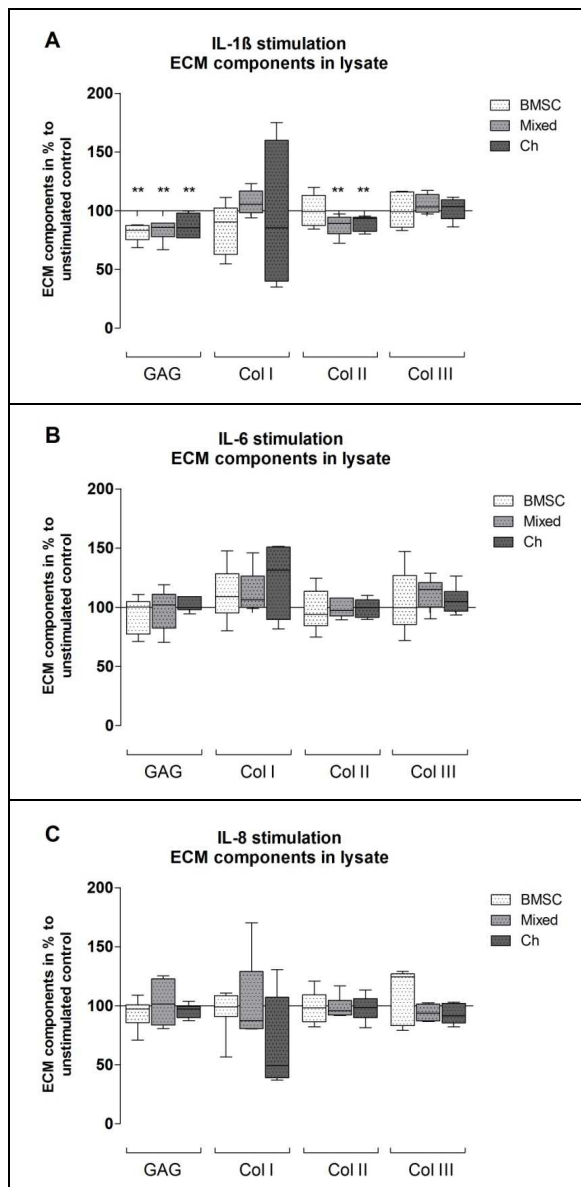 A
IL-1ß stimulation
ECM components in lysate
ECM components in % to
unstimulated control
200
150
100
50
0
** ** **
** **
BMSC
Mixed
Ch
GAG Col I Col II Col III
B
IL-6 stimulation
ECM components in lysate
ECM components in % to
unstimulated control
200
150
100
50
0
BMSC
Mixed
Ch
GAG Col I Col II Col III
C
IL-8 stimulation
ECM components in lysate
ECM components in % to
unstimulated control
200
150
100
50
0
BMSC
Mixed
Ch
GAG Col I Col II Col III